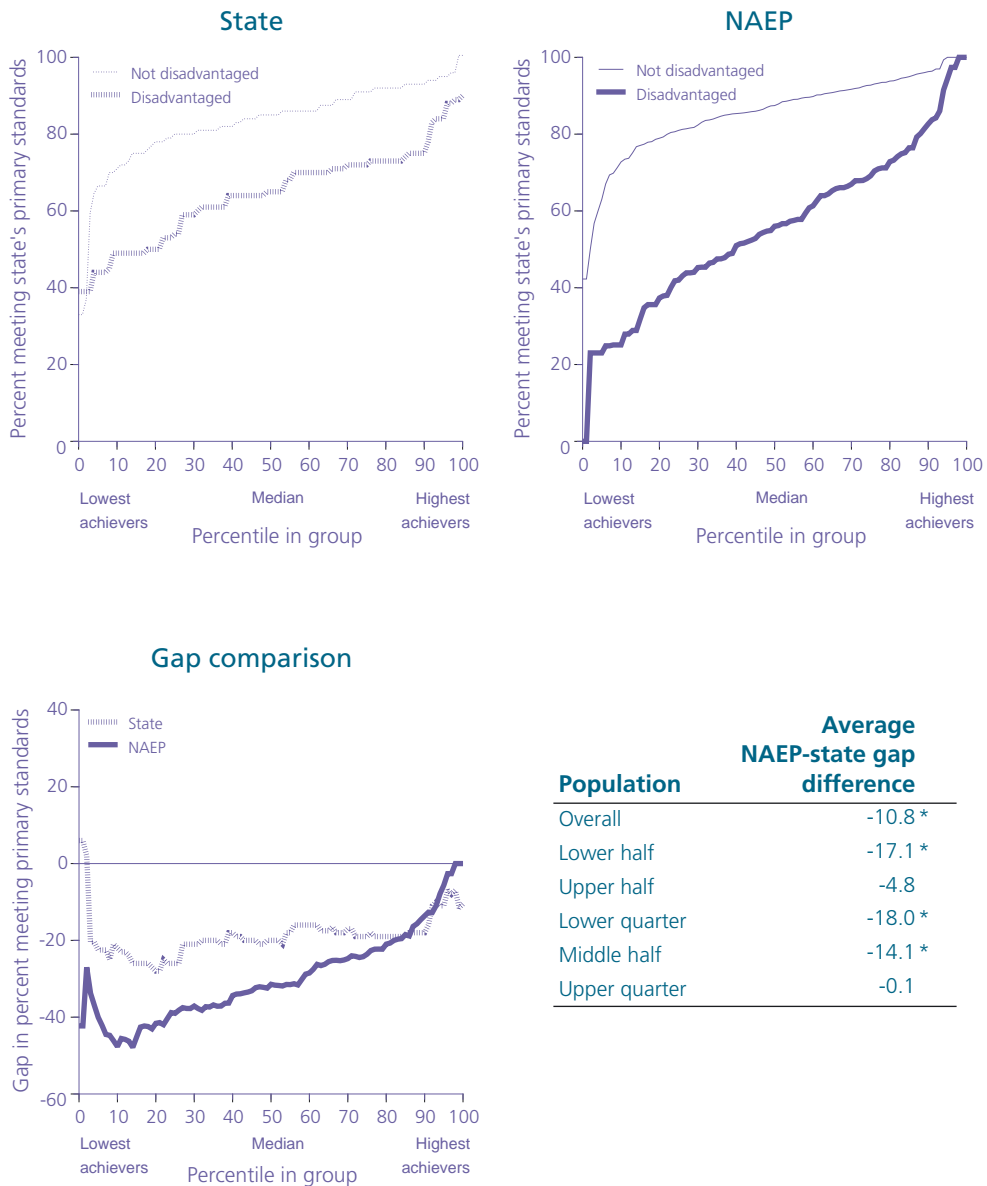 State
Percent meeting state's primary standards
100
80
60
40
20
0
Not disadvantaged
Disadvantaged
0 10 20 30 40 50 60 70 80 90 100
Lowest achievers
Median
Highest achievers
Percentile in group
NAEP
Percent meeting state's primary standards
100
80
60
40
20
0
Not disadvantaged
Disadvantaged
0 10 20 30 40 50 60 70 80 90 100
Lowest achievers
Median
Highest achievers
Percentile in group
Gap comparison
Gap in percent meeting primary standards
40
20
0
-20
-40
-60
State
NAEP
0 10 20 30 40 50 60 70 80 90 100
Lowest achievers
Median
Highest achievers
Percentile in group
Average
NAEP-state gap
Population difference
Overall -10.8 *
Lower half -17.1 *
Upper half -4.8
Lower quarter -18.0 *
Middle half -14.1 *
Upper quarter -0.1